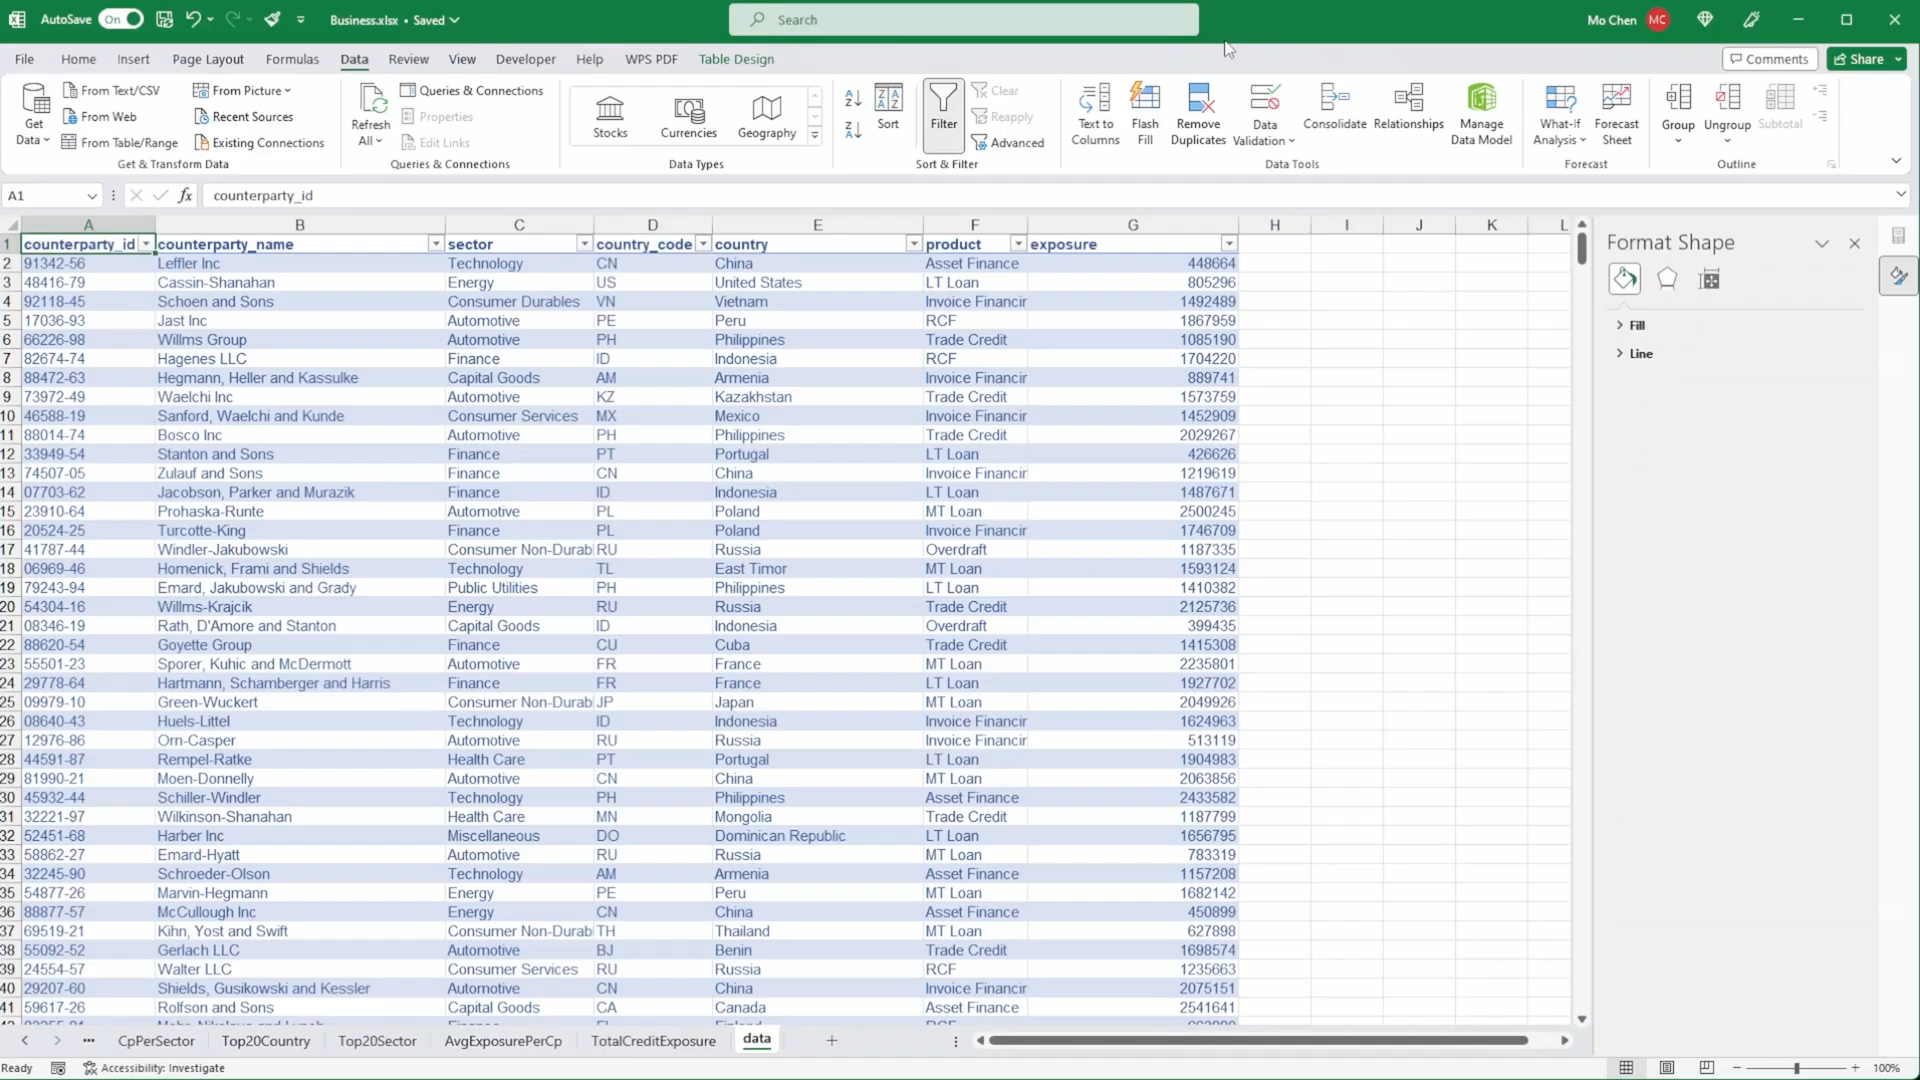 AutoSave On Business.xlsx • Saved Search Mo Chen MC
File Home Insert Page Layout Formulas Data Review View Developer Help WPS PDF Table Design Comments Share
Get Data From Text/CSV From Picture Refresh All Queries & Connections Stocks Currencies Geography Sort Filter Clear Text to Columns Flash Fill Remove Duplicates Data Validation Consolidate Relationships Manage Data Model What-If Analysis Forecast Sheet Group Ungroup Subtotal
From Web Recent Sources Properties Reapply
From Table/Range Existing Connections Edit Links Advanced
Get & Transform Data Queries & Connections Data Types Sort & Filter Data Tools Forecast Outline
A1 fx counterparty_id
A B C D E F G H I J K L
1 counterparty_id counterparty_name sector country_code country product exposure
2 91342-56 Leffler Inc Technology CN China Asset Finance 448664
3 48416-79 Cassin-Shanahan Energy US United States LT Loan 805296
4 92118-45 Schoen and Sons Consumer Durables VN Vietnam Invoice Financir 1492489
5 17036-93 Jast Inc Automotive PE Peru RCF 1867959
6 66226-98 Willms Group Automotive PH Philippines Trade Credit 1085190
7 82674-74 Hagenes LLC Finance ID Indonesia RCF 1704220
8 88472-63 Hegmann, Heller and Kassulke Capital Goods AM Armenia Invoice Financir 889741
9 73972-49 Waelchi Inc Automotive KZ Kazakhstan Trade Credit 1573759
10 46588-19 Sanford, Waelchi and Kunde Consumer Services MX Mexico Invoice Financir 1452909
11 88014-74 Bosco Inc Automotive PH Philippines Trade Credit 2029267
12 33949-54 Stanton and Sons Finance PT Portugal LT Loan 426626
13 74507-05 Zulauf and Sons Finance CN China Invoice Financir 1219619
14 07703-62 Jacobson, Parker and Murazik Finance ID Indonesia LT Loan 1487671
15 23910-64 Prohaska-Runte Automotive PL Poland MT Loan 2500245
16 20524-25 Turcotte-King Finance PL Poland Invoice Financir 1746709
17 41787-44 Windler-Jakubowski Consumer Non-Durab RU Russia Overdraft 1187335
18 06969-46 Homenick, Frami and Shields Technology TL East Timor MT Loan 1593124
19 79243-94 Emard, Jakubowski and Grady Public Utilities PH Philippines LT Loan 1410382
20 54304-16 Willms-Krajcik Energy RU Russia Trade Credit 2125736
21 08346-19 Rath, D'Amore and Stanton Capital Goods ID Indonesia Overdraft 399435
22 88620-54 Goyette Group Finance CU Cuba Trade Credit 1415308
23 55501-23 Sporer, Kuhic and McDermott Automotive FR France MT Loan 2235801
24 29778-64 Hartmann, Schamberger and Harris Finance FR France LT Loan 1927702
25 09979-10 Green-Wuckert Consumer Non-Durab JP Japan MT Loan 2049926
26 08640-43 Huels-Littel Technology ID Indonesia Invoice Financir 1624963
27 12976-86 Orn-Casper Automotive RU Russia Invoice Financir 513119
28 44591-87 Rempel-Ratke Health Care PT Portugal LT Loan 1904983
29 81990-21 Moen-Donnelly Automotive CN China MT Loan 2063856
30 45932-44 Schiller-Windler Technology PH Philippines Asset Finance 2433582
31 32221-97 Wilkinson-Shanahan Health Care MN Mongolia Trade Credit 1187799
32 52451-68 Harber Inc Miscellaneous DO Dominican Republic LT Loan 1656795
33 58862-27 Emard-Hyatt Automotive RU Russia MT Loan 783319
34 32245-90 Schroeder-Olson Technology AM Armenia Asset Finance 1157208
35 54877-26 Marvin-Hegmann Energy PE Peru MT Loan 1682142
36 88877-57 McCullough Inc Energy CN China Asset Finance 450899
37 69519-21 Kihn, Yost and Swift Consumer Non-Durab TH Thailand MT Loan 627898
38 55092-52 Gerlach LLC Automotive BJ Benin Trade Credit 1698574
39 24554-57 Walter LLC Consumer Services RU Russia RCF 1235663
40 29207-60 Shields, Gusikowski and Kessler Automotive CN China Invoice Financir 2075151
41 59617-26 Rolfson and Sons Capital Goods CA Canada Asset Finance 2541641
Format Shape
Fill
Line
CpPerSector Top20Country Top20Sector AvgExposurePerCp TotalCreditExposure data
Ready Accessibility: Investigate 100%